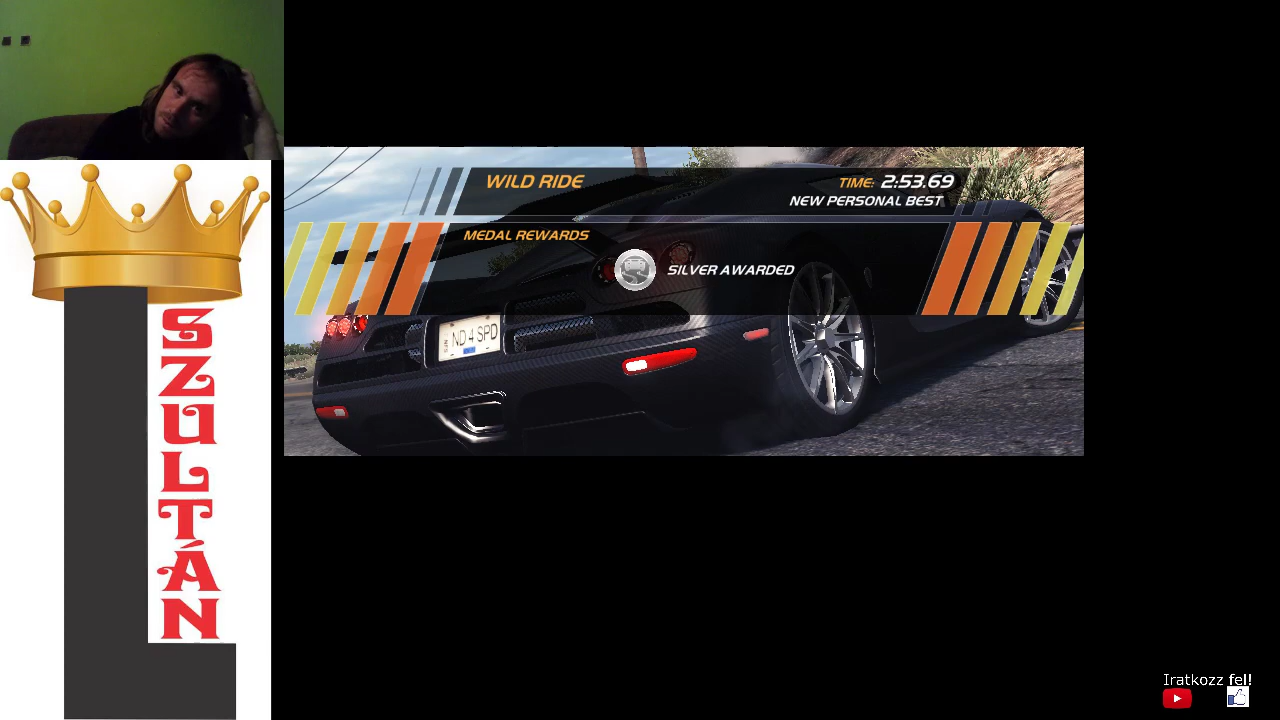 WILD RIDE
TIME: 2:53.69
NEW PERSONAL BEST
MEDAL REWARDS
SILVER AWARDED
ND 4 SPD
L
SZULTÁN
Iratkozz fel!